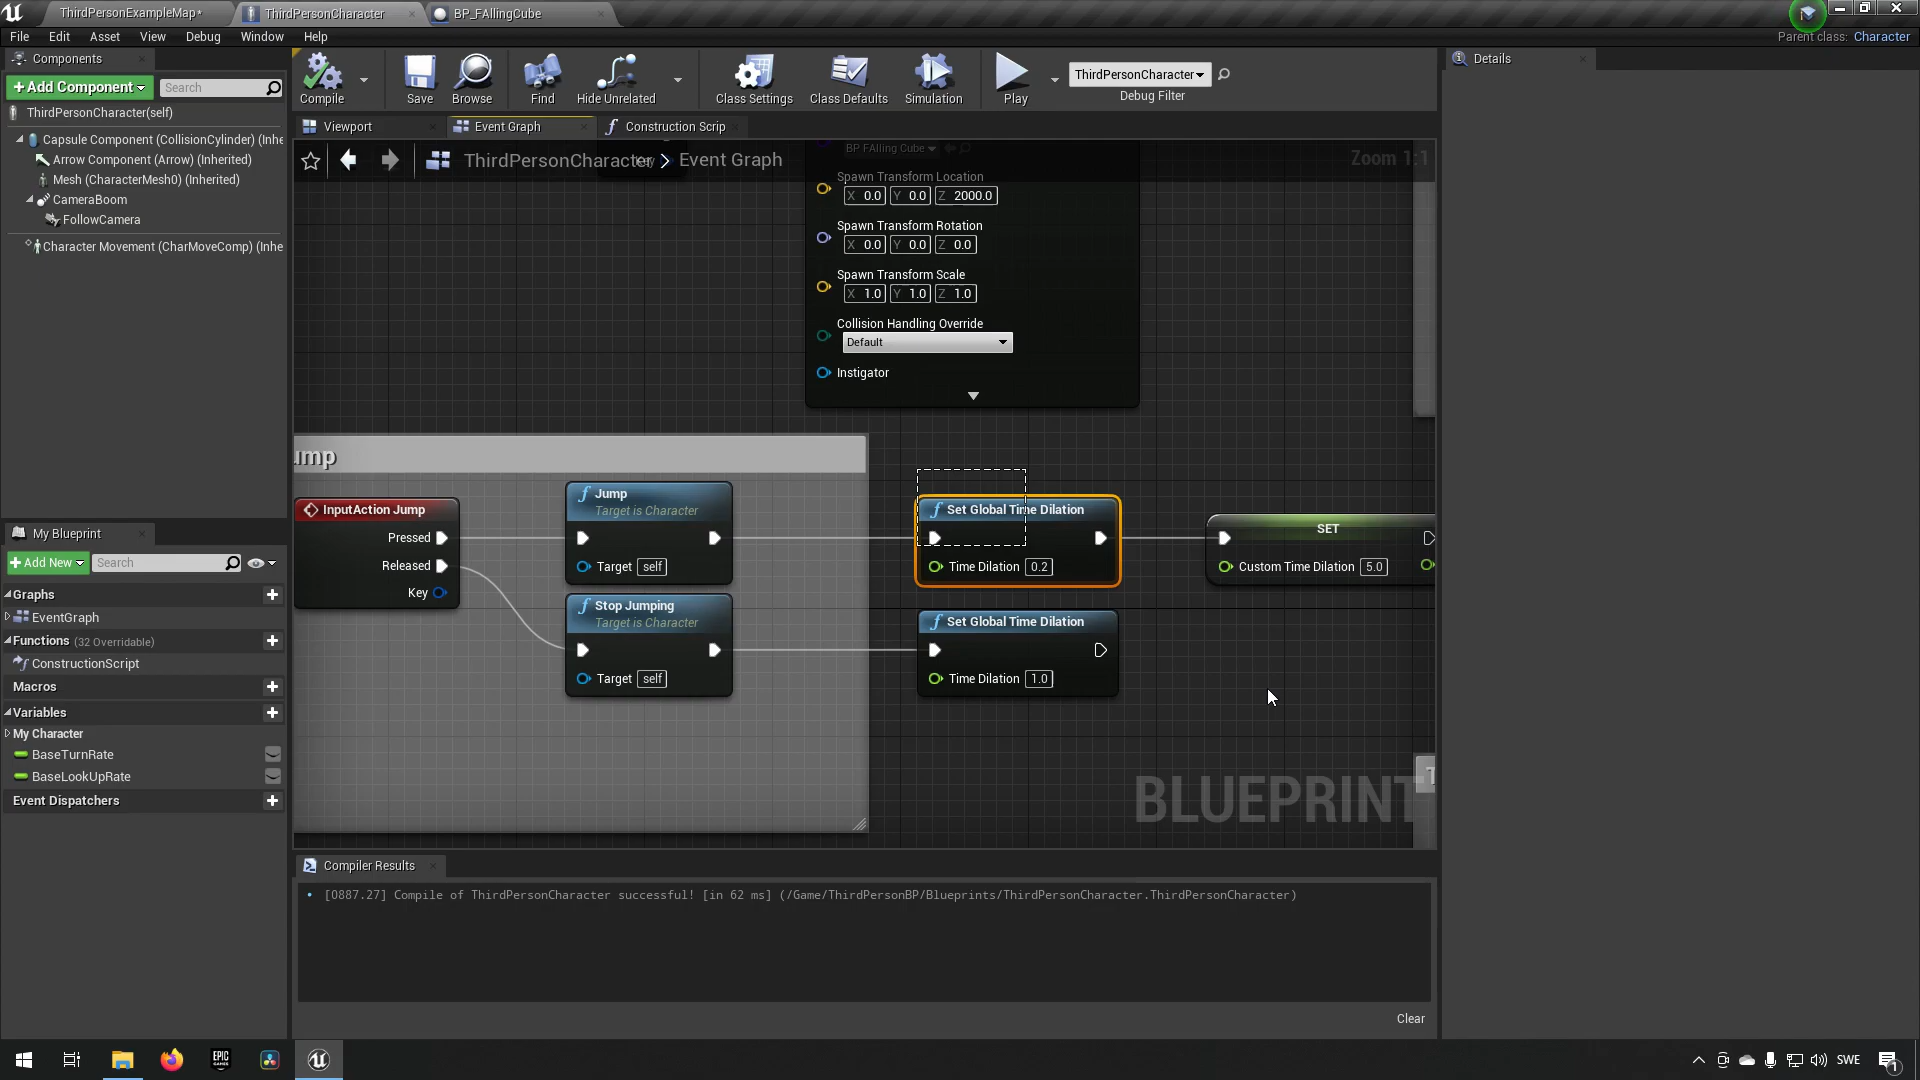 ThirdPersonExampleMap*
ThirdPersonCharacter
BP_FAllingCube
File
Edit
Asset
View
Debug
Window
Help
Parent class: Character
Components
+Add Component
Search
ThirdPersonCharacter(self)
Capsule Component (CollisionCylinder) (Inhe
Arrow Component (Arrow) (Inherited)
Mesh (CharacterMesh0) (Inherited)
CameraBoom
FollowCamera
Character Movement (CharMoveComp) (Inhe
Compile
Save
Browse
Find
Hide Unrelated
Class Settings
Class Defaults
Simulation
Play
ThirdPersonCharacter
Debug Filter
Details
Viewport
Event Graph
Construction Scrip
ThirdPersonCharacter > Event Graph
Key
Zoom 1:1
BP FAlling Cube
Spawn Transform Location
X 0.0 Y 0.0 Z 2000.0
Spawn Transform Rotation
X 0.0 Y 0.0 Z 0.0
Spawn Transform Scale
X 1.0 Y 1.0 Z 1.0
Collision Handling Override
Default
Instigator
ump
InputAction Jump
Pressed
Released
Key
Jump
Target is Character
Target self
Stop Jumping
Target is Character
Target self
Set Global Time Dilation
Time Dilation 0.2
Set Global Time Dilation
Time Dilation 1.0
SET
Custom Time Dilation 5.0
BLUEPRINT
My Blueprint
+Add New
Search
Graphs
EventGraph
Functions (32 Overridable)
ConstructionScript
Macros
Variables
My Character
BaseTurnRate
BaseLookUpRate
Event Dispatchers
Compiler Results
[0887.27] Compile of ThirdPersonCharacter successful! [in 62 ms] (/Game/ThirdPersonBP/Blueprints/ThirdPersonCharacter.ThirdPersonCharacter)
Clear
EPIC
GAMES
SWE
1